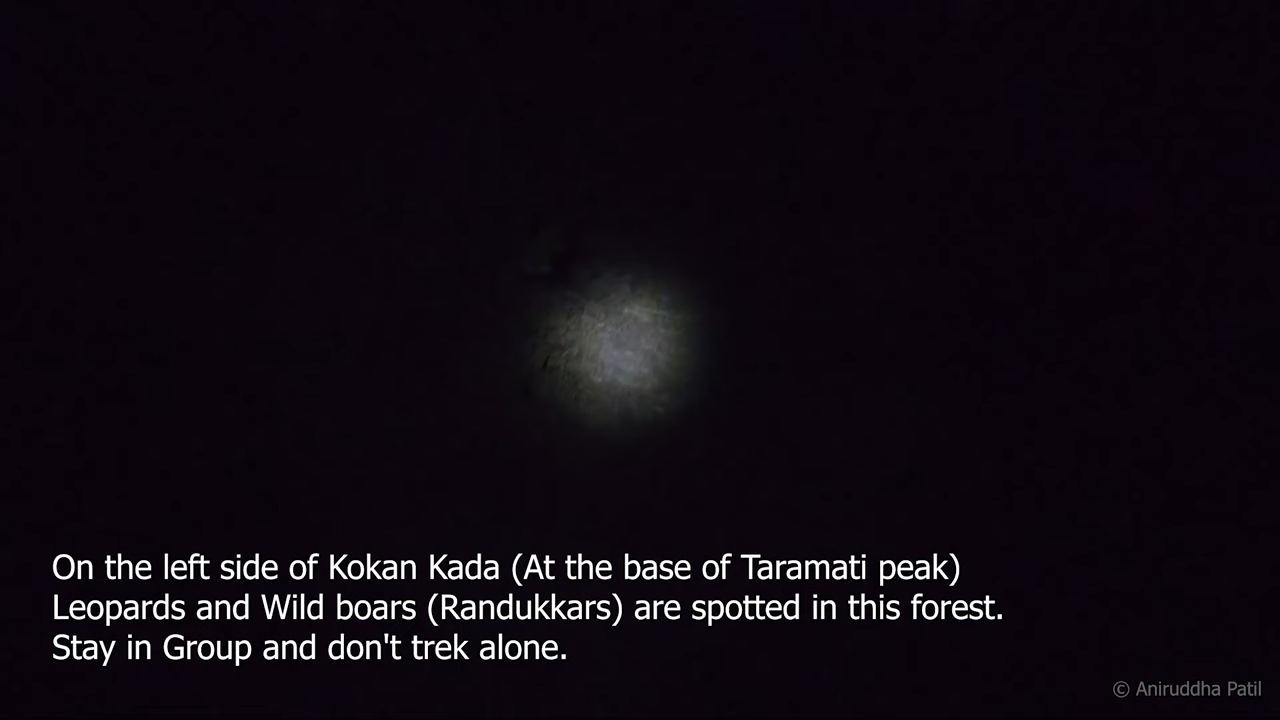 On the left side of Kokan Kada (At the base of Taramati peak)
Leopards and Wild boars (Randukkars) are spotted in this forest.
Stay in Group and don't trek alone.
© Aniruddha Patil